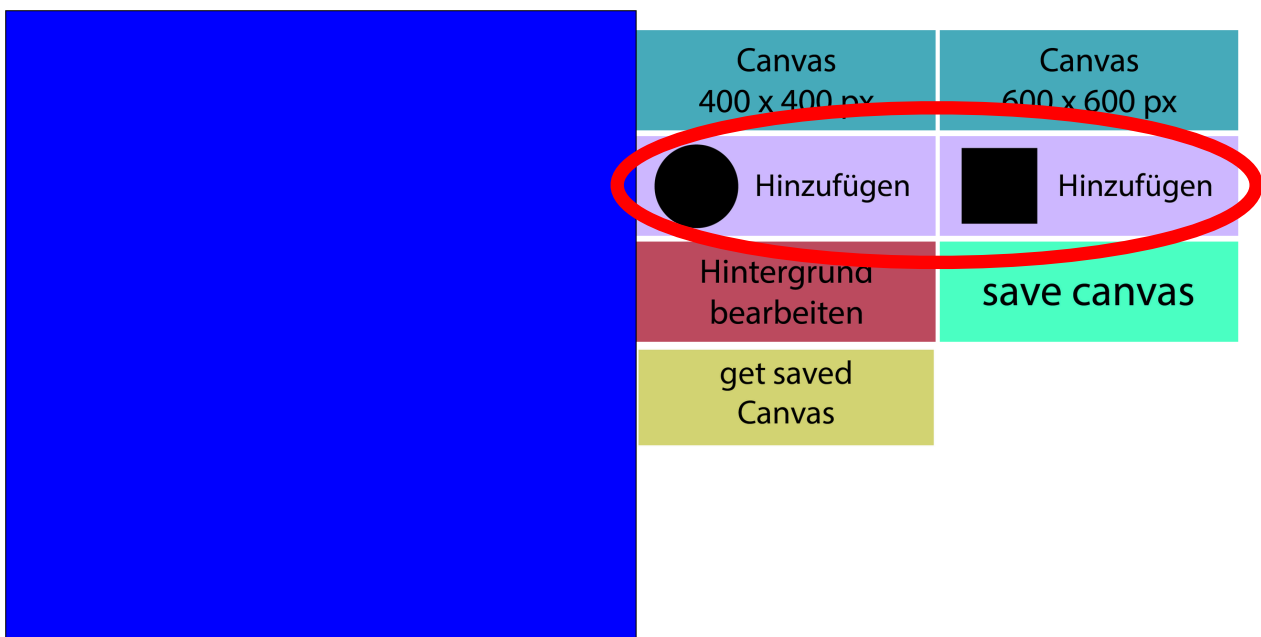 Canvas
400 x 400 px
Canvas
600 x 600 px
Hinzufügen
Hinzufügen
Hintergrund
bearbeiten
save canvas
get saved
Canvas